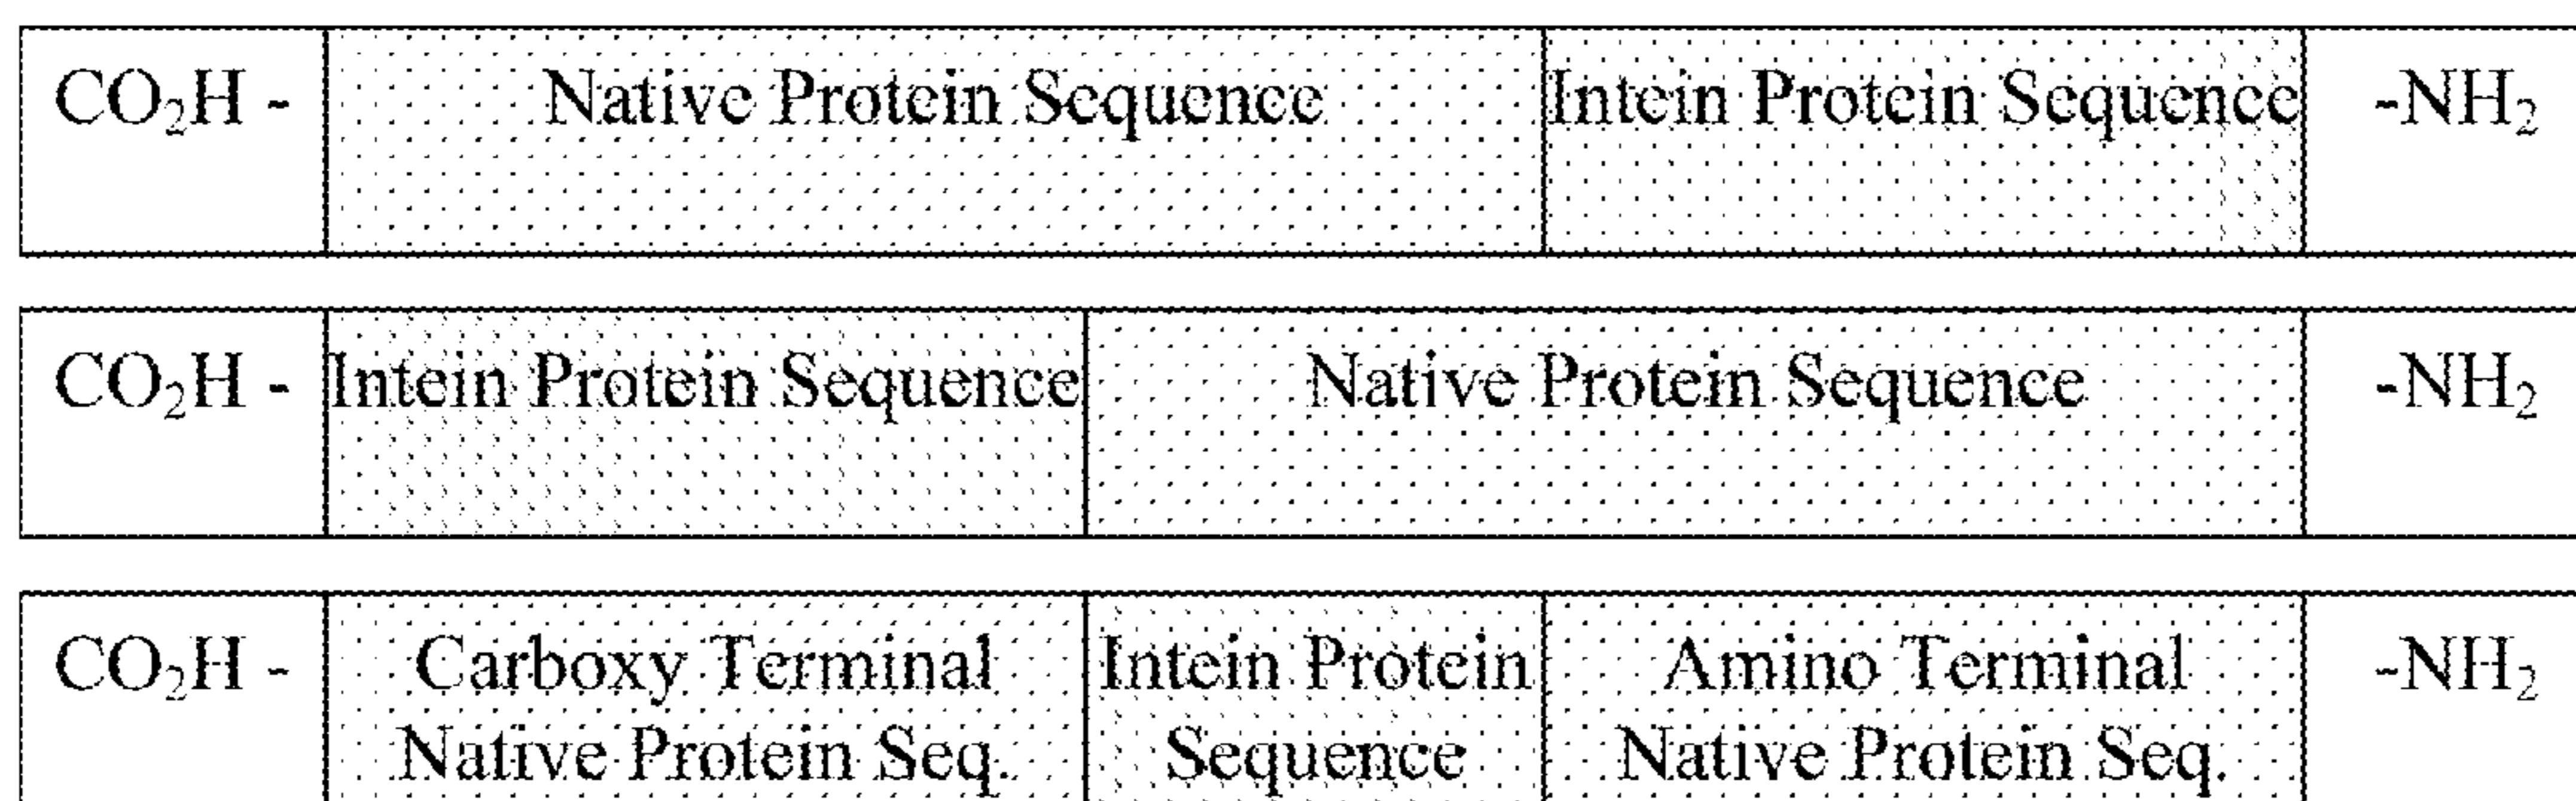 CO₂H - Native Protein Sequence Intein Protein Sequence -NH₂
CO₂H - Intein Protein Sequence Native Protein Sequence -NH₂
CO₂H - Carboxy Terminal Intein Protein Amino Terminal -NH₂
Native Protein Seq. Sequence Native Protein Seq.